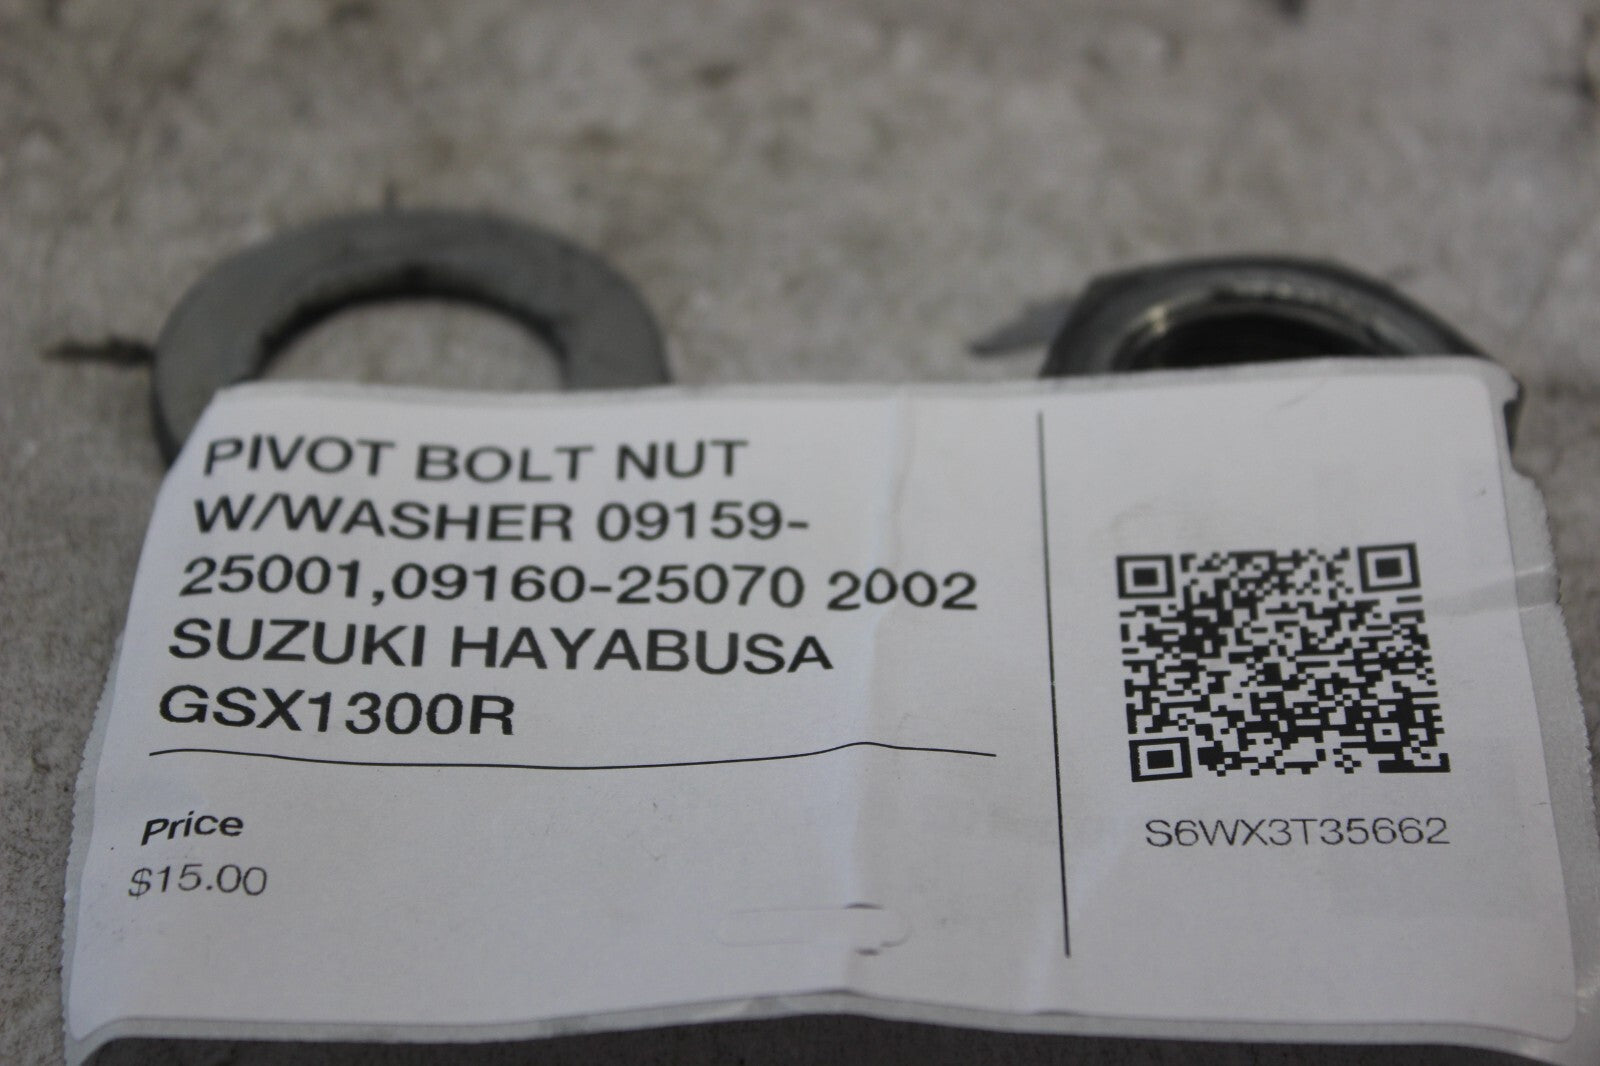 PIVOT BOLT NUT
W/WASHER 09159-
25001,09160-25070 2002
SUZUKI HAYABUSA
GSX1300R
Price
$15.00
S6WX3T35662